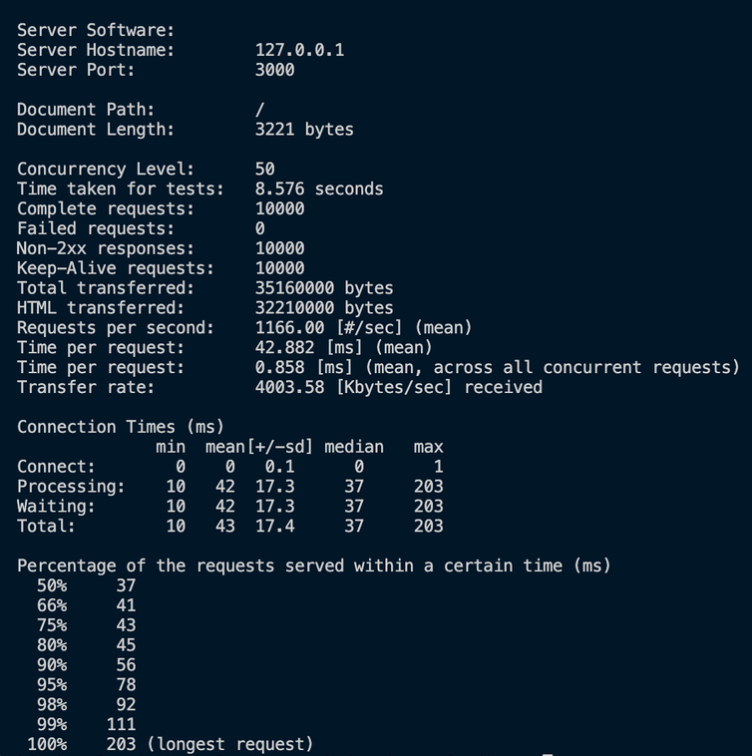 Server Software:
Server Hostname:        127.0.0.1
Server Port:            3000

Document Path:          /
Document Length:        3221 bytes

Concurrency Level:      50
Time taken for tests:   8.576 seconds
Complete requests:      10000
Failed requests:        0
Non-2xx responses:      10000
Keep-Alive requests:    10000
Total transferred:      35160000 bytes
HTML transferred:       32210000 bytes
Requests per second:    1166.00 [#/sec] (mean)
Time per request:       42.882 [ms] (mean)
Time per request:       0.858 [ms] (mean, across all concurrent requests)
Transfer rate:          4003.58 [Kbytes/sec] received

Connection Times (ms)
              min  mean[+/-sd] median   max
Connect:        0    0   0.1      0       1
Processing:    10   42  17.3     37     203
Waiting:       10   42  17.3     37     203
Total:         10   43  17.4     37     203

Percentage of the requests served within a certain time (ms)
  50%     37
  66%     41
  75%     43
  80%     45
  90%     56
  95%     78
  98%     92
  99%    111
 100%    203 (longest request)